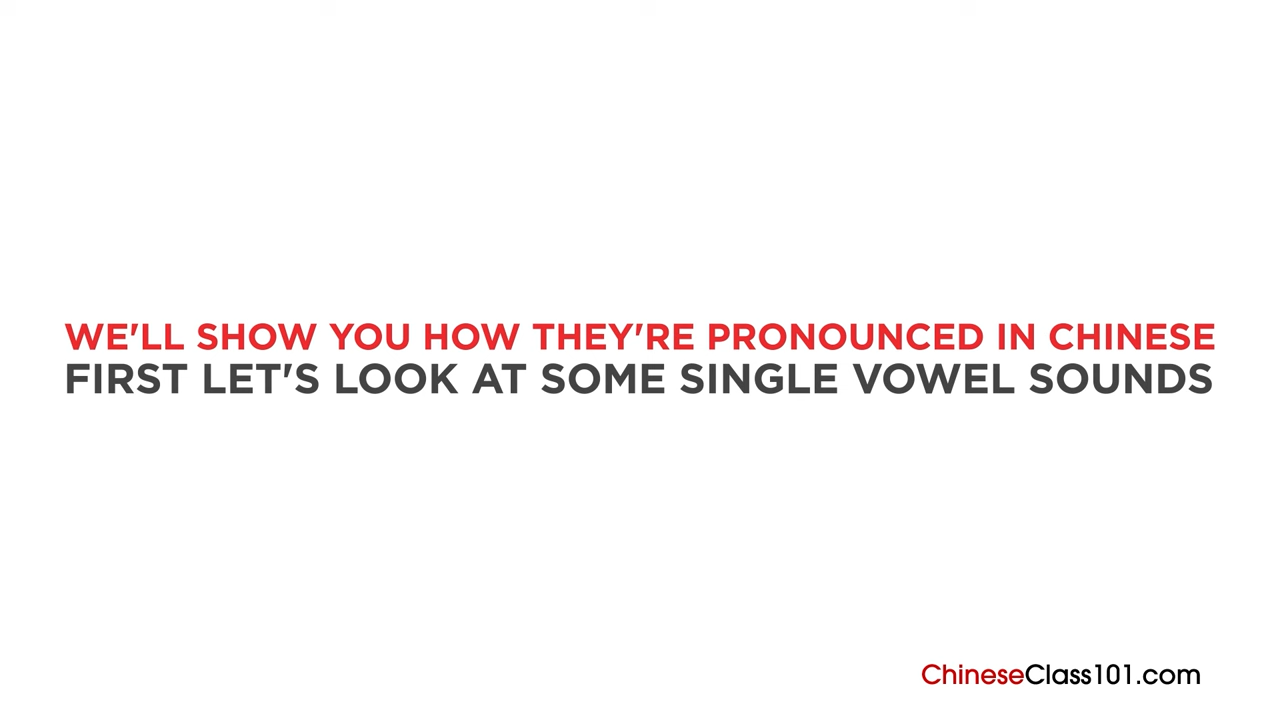 WE'LL SHOW YOU HOW THEY'RE PRONOUNCED IN CHINESE
FIRST LET'S LOOK AT SOME SINGLE VOWEL SOUNDS
ChineseClass101.com